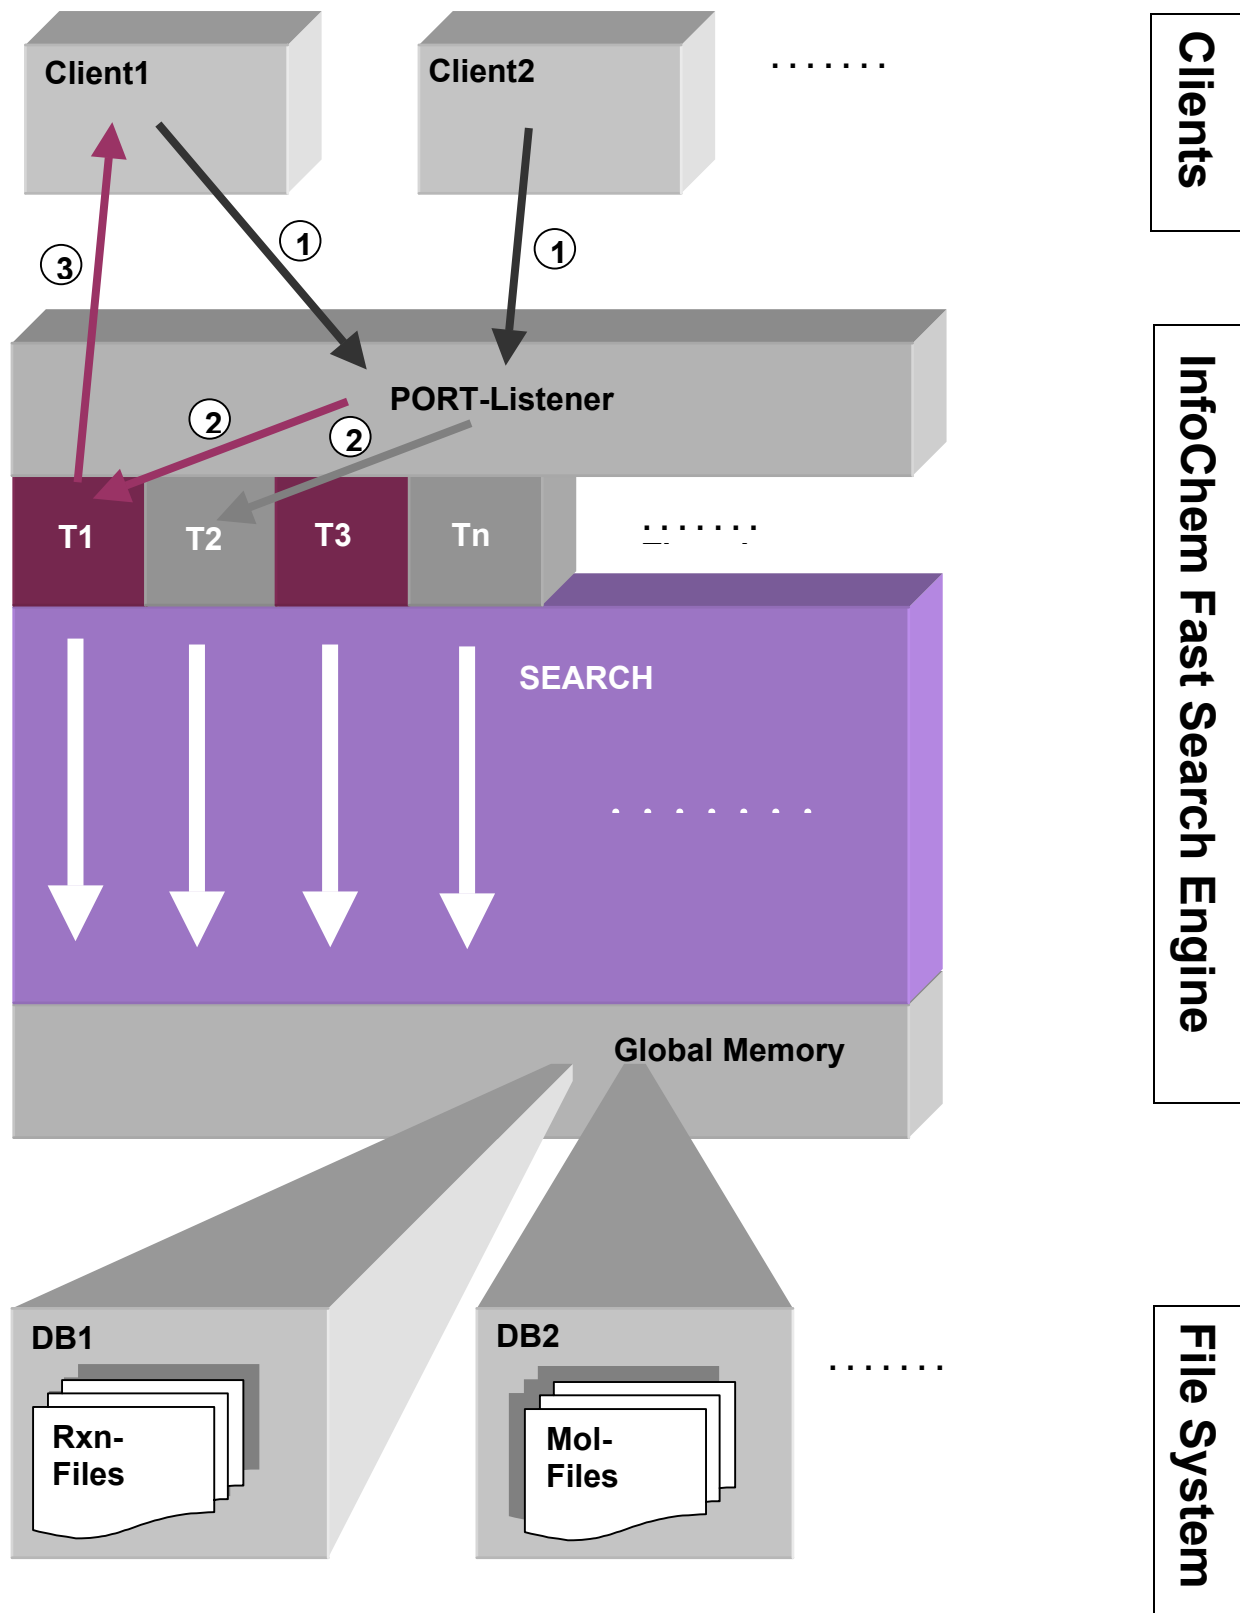 Client1
Client2
.......
Clients
1
1
3
PORT-Listener
2
2
T1
T2
T3
Tn
.......
SEARCH
.......
InfoChem Fast Search Engine
Global Memory
DB1
DB2
.......
Rxn-
Files
Mol-
Files
File System